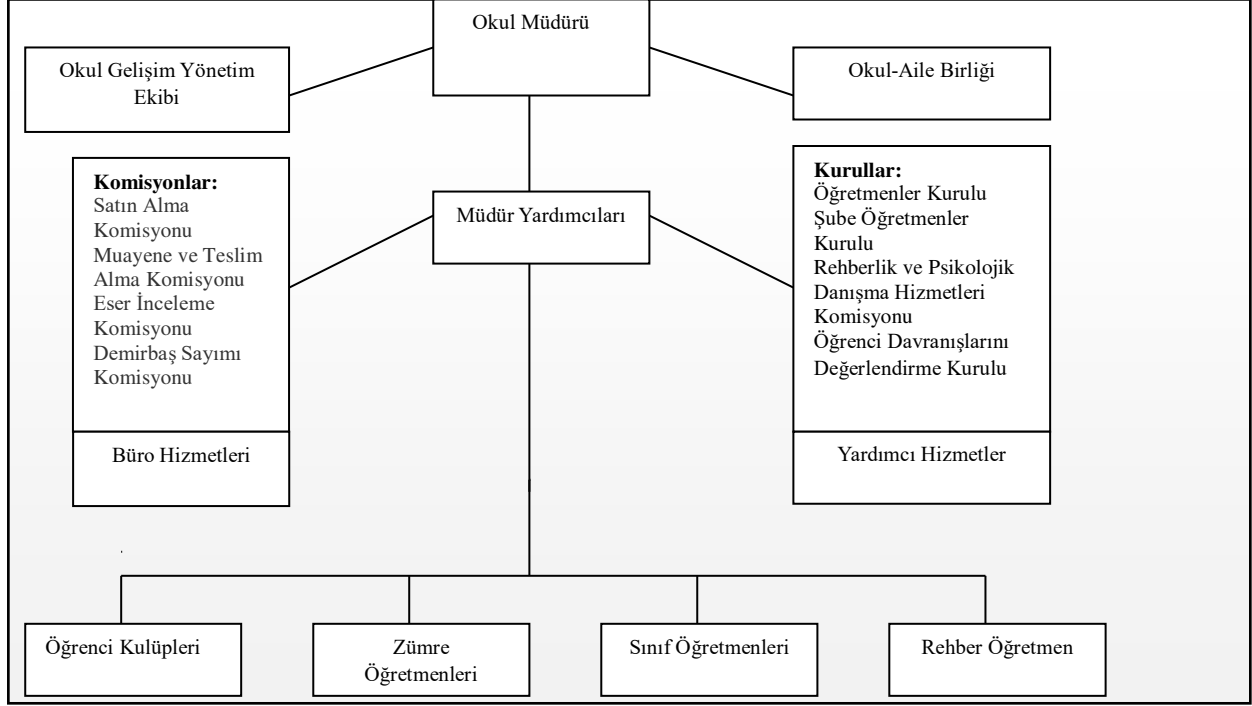 Okul Müdürü
Okul Gelişim Yönetim
Ekibi
Okul-Aile Birliği
Komisyonlar:
Satın Alma
Komisyonu
Muayene ve Teslim
Alma Komisyonu
Eser İnceleme
Komisyonu
Demirbaş Sayımı
Komisyonu
Müdür Yardımcıları
Kurullar:
Öğretmenler Kurulu
Şube Öğretmenler
Kurulu
Rehberlik ve Psikolojik
Danışma Hizmetleri
Komisyonu
Öğrenci Davranışlarını
Değerlendirme Kurulu
Büro Hizmetleri
Yardımcı Hizmetler
Öğrenci Kulüpleri
Zümre
Öğretmenleri
Sınıf Öğretmenleri
Rehber Öğretmen